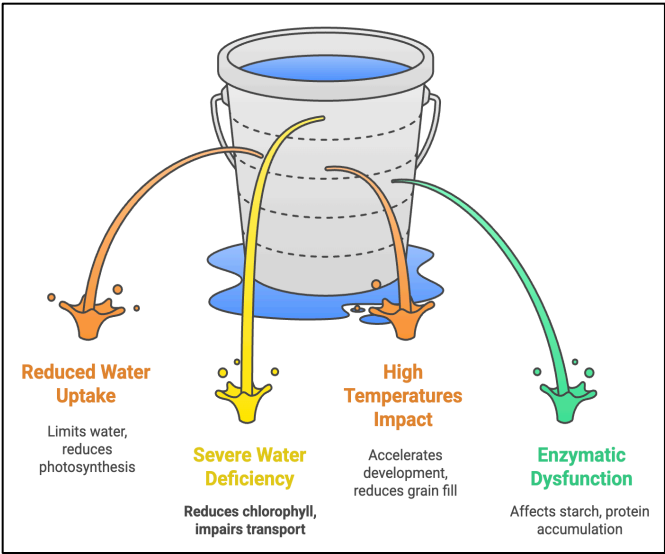 Reduced Water
Uptake
Limits water,
reduces
photosynthesis
Severe Water
Deficiency
Reduces chlorophyll,
impairs transport
High
Temperatures
Impact
Accelerates
development,
reduces grain fill
Enzymatic
Dysfunction
Affects starch, protein
accumulation